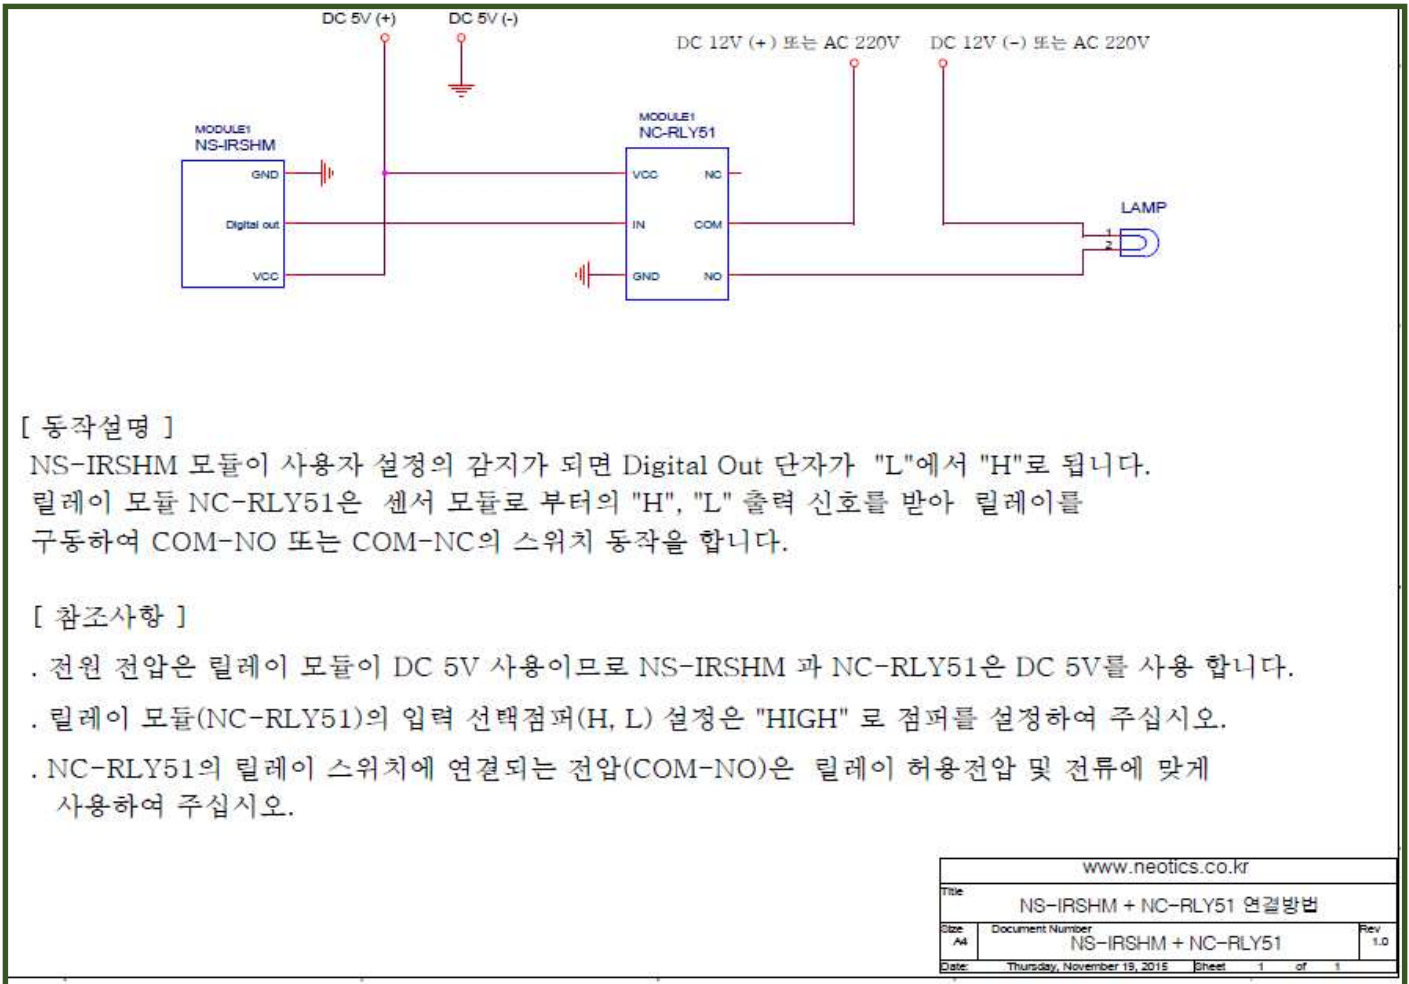 DC 5V (+)
DC 5V (-)
DC 12V (+) 또는 AC 220V
DC 12V (-) 또는 AC 220V
MODULE1
NS-IRSHM
GND
Digital out
VCC
MODULE1
NC-RLY51
VCC
NC
IN
COM
GND
NO
LAMP
1
2
[ 동작설명 ]
NS-IRSHM 모듈이 사용자 설정의 감지가 되면 Digital Out 단자가 "L"에서 "H"로 됩니다.
릴레이 모듈 NC-RLY51은 센서 모듈로 부터의 "H", "L" 출력 신호를 받아 릴레이를
구동하여 COM-NO 또는 COM-NC의 스위치 동작을 합니다.
[ 참조사항 ]
. 전원 전압은 릴레이 모듈이 DC 5V 사용이므로 NS-IRSHM 과 NC-RLY51은 DC 5V를 사용 합니다.
. 릴레이 모듈(NC-RLY51)의 입력 선택점퍼(H, L) 설정은 "HIGH" 로 점퍼를 설정하여 주십시오.
. NC-RLY51의 릴레이 스위치에 연결되는 전압(COM-NO)은 릴레이 허용전압 및 전류에 맞게
사용하여 주십시오.
www.neotics.co.kr
Title
NS-IRSHM + NC-RLY51 연결방법
Size
A4
Document Number
NS-IRSHM + NC-RLY51
Rev
1.0
Date: Thursday, November 19, 2015 Sheet 1 of 1